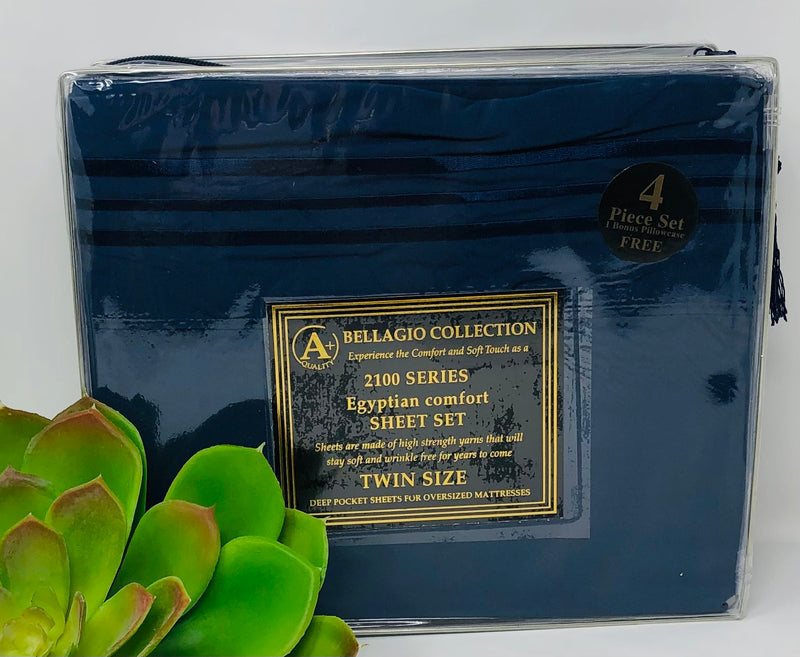 4
Piece Set
1 Bonus Pillowcase
FREE
A+
QUALITY
BELLAGIO COLLECTION
Experience the Comfort and Soft Touch as a
2100 SERIES
Egyptian comfort
SHEET SET
Sheets are made of high strength yarns that will
stay soft and wrinkle free for years to come
TWIN SIZE
DEEP POCKET SHEETS FOR OVERSIZED MATTRESSES